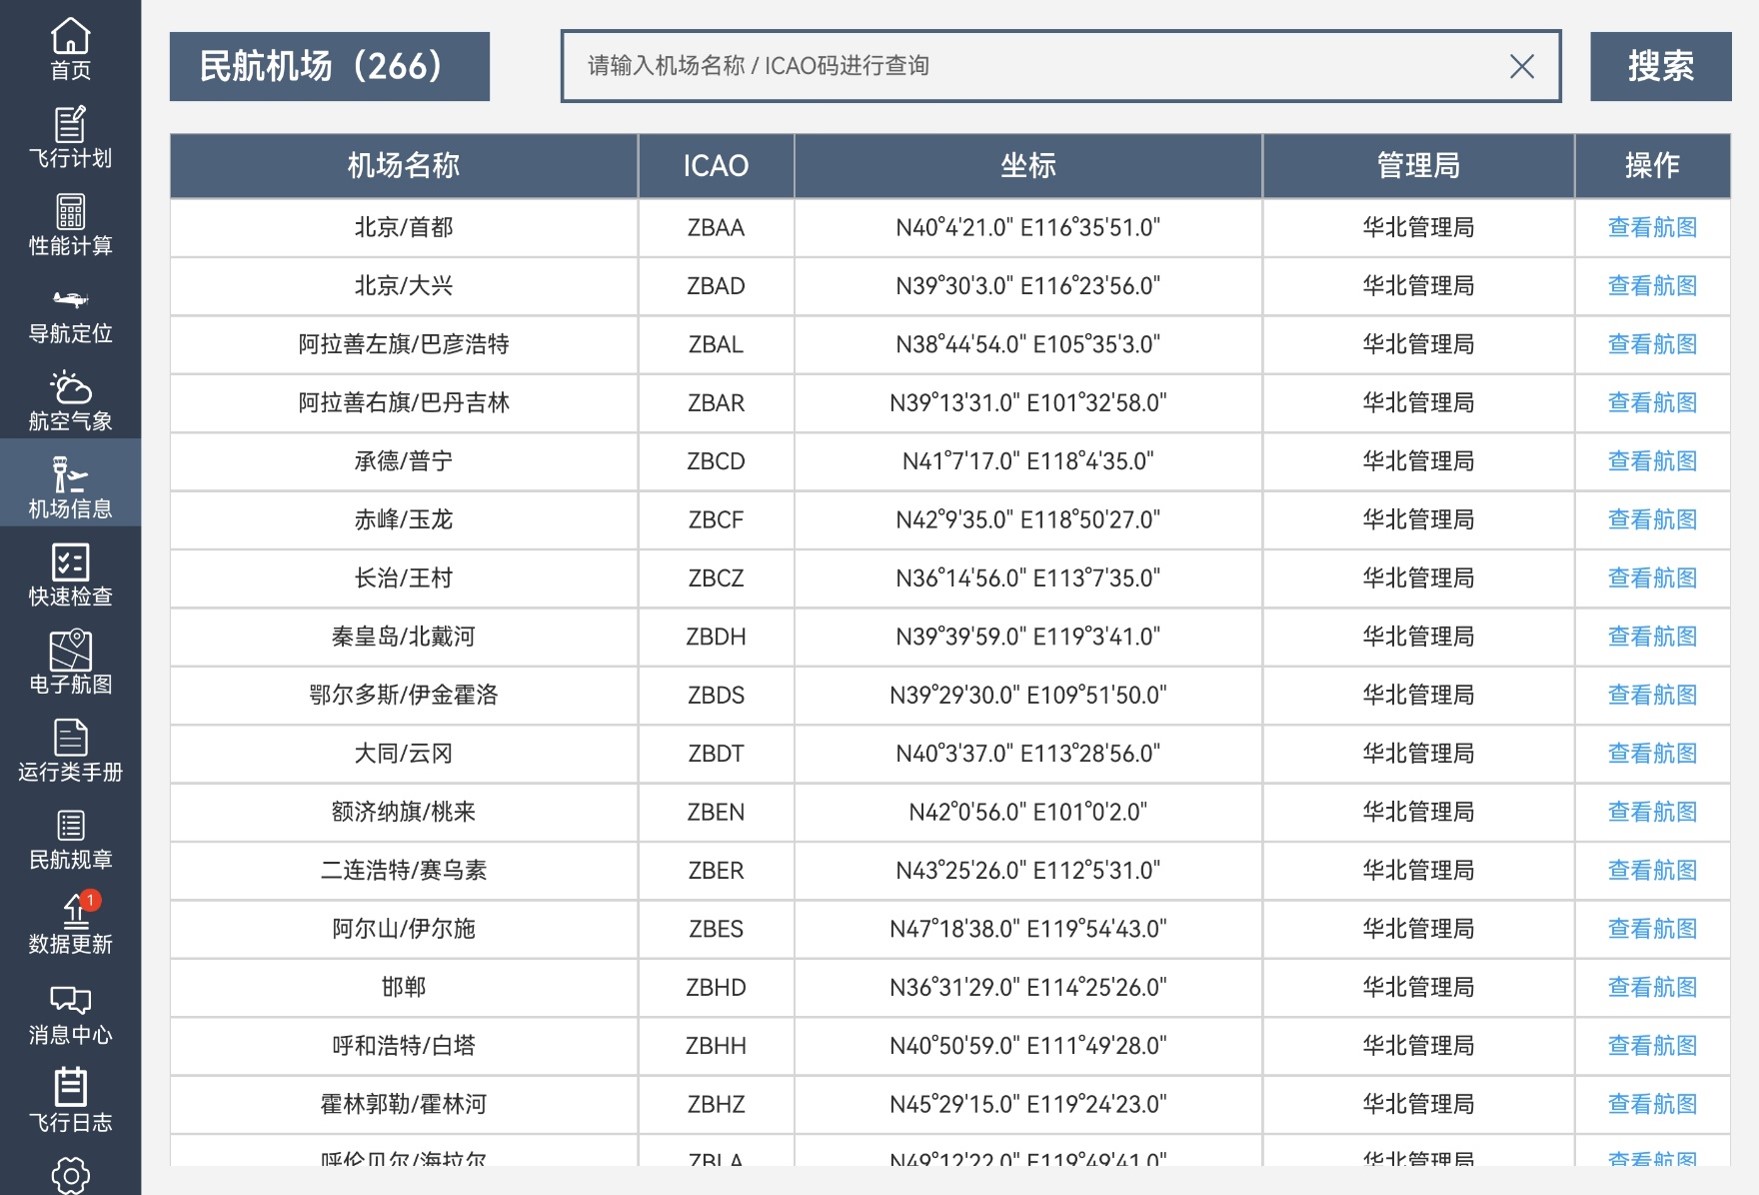 首页
飞行计划
性能计算
导航定位
航空气象
机场信息
快速检查
电子航图
运行类手册
民航规章
1
数据更新
消息中心
飞行日志
民航机场（266）
请输入机场名称 / ICAO码进行查询
搜索
机场名称 ICAO 坐标 管理局 操作
北京/首都 ZBAA N40°4'21.0" E116°35'51.0" 华北管理局 查看航图
北京/大兴 ZBAD N39°30'3.0" E116°23'56.0" 华北管理局 查看航图
阿拉善左旗/巴彦浩特 ZBAL N38°44'54.0" E105°35'3.0" 华北管理局 查看航图
阿拉善右旗/巴丹吉林 ZBAR N39°13'31.0" E101°32'58.0" 华北管理局 查看航图
承德/普宁 ZBCD N41°7'17.0" E118°4'35.0" 华北管理局 查看航图
赤峰/玉龙 ZBCF N42°9'35.0" E118°50'27.0" 华北管理局 查看航图
长治/王村 ZBCZ N36°14'56.0" E113°7'35.0" 华北管理局 查看航图
秦皇岛/北戴河 ZBDH N39°39'59.0" E119°3'41.0" 华北管理局 查看航图
鄂尔多斯/伊金霍洛 ZBDS N39°29'30.0" E109°51'50.0" 华北管理局 查看航图
大同/云冈 ZBDT N40°3'37.0" E113°28'56.0" 华北管理局 查看航图
额济纳旗/桃来 ZBEN N42°0'56.0" E101°0'2.0" 华北管理局 查看航图
二连浩特/赛乌素 ZBER N43°25'26.0" E112°5'31.0" 华北管理局 查看航图
阿尔山/伊尔施 ZBES N47°18'38.0" E119°54'43.0" 华北管理局 查看航图
邯郸 ZBHD N36°31'29.0" E114°25'26.0" 华北管理局 查看航图
呼和浩特/白塔 ZBHH N40°50'59.0" E111°49'28.0" 华北管理局 查看航图
霍林郭勒/霍林河 ZBHZ N45°29'15.0" E119°24'23.0" 华北管理局 查看航图
呼伦贝尔/海拉尔 ZBLA N49°12'22.0" E119°49'41.0" 华北管理局 查看航图